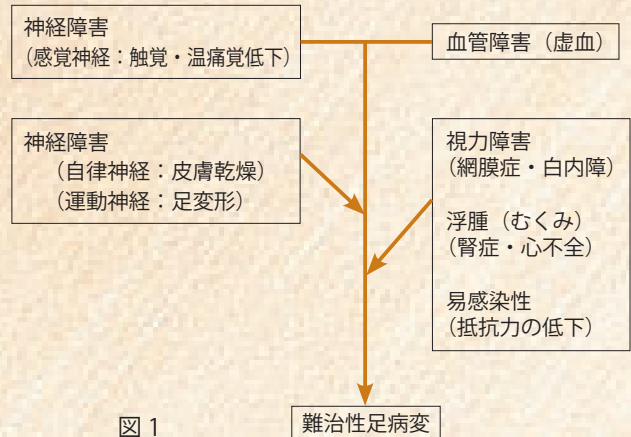 神経障害
(感覚神経：触覚・温痛覚低下)
血管障害（虚血）
神経障害
（自律神経：皮膚乾燥）
（運動神経：足変形）
視力障害
(網膜症・白内障）
浮腫（むくみ）
(腎症・心不全）
易感染性
（抵抗力の低下）
図 1
難治性足病変